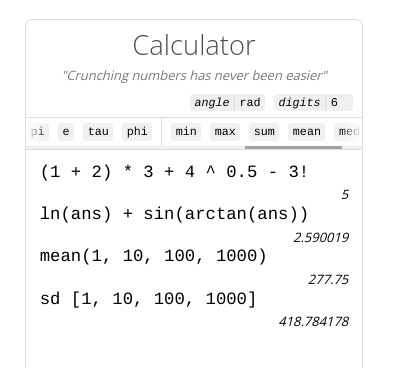 Calculator
"Crunching numbers has never been easier"
angle rad digits 6
pi e tau phi min max sum mean med
(1 + 2) * 3 + 4 ^ 0.5 - 3!
5
ln(ans) + sin(arctan(ans))
2.590019
mean(1, 10, 100, 1000)
277.75
sd [1, 10, 100, 1000]
418.784178